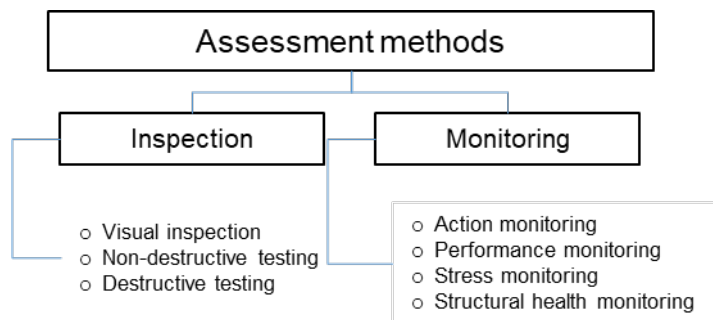 Assessment methods
Inspection
Monitoring
○ Visual inspection
○ Non-destructive testing
○ Destructive testing
○ Action monitoring
○ Performance monitoring
○ Stress monitoring
○ Structural health monitoring